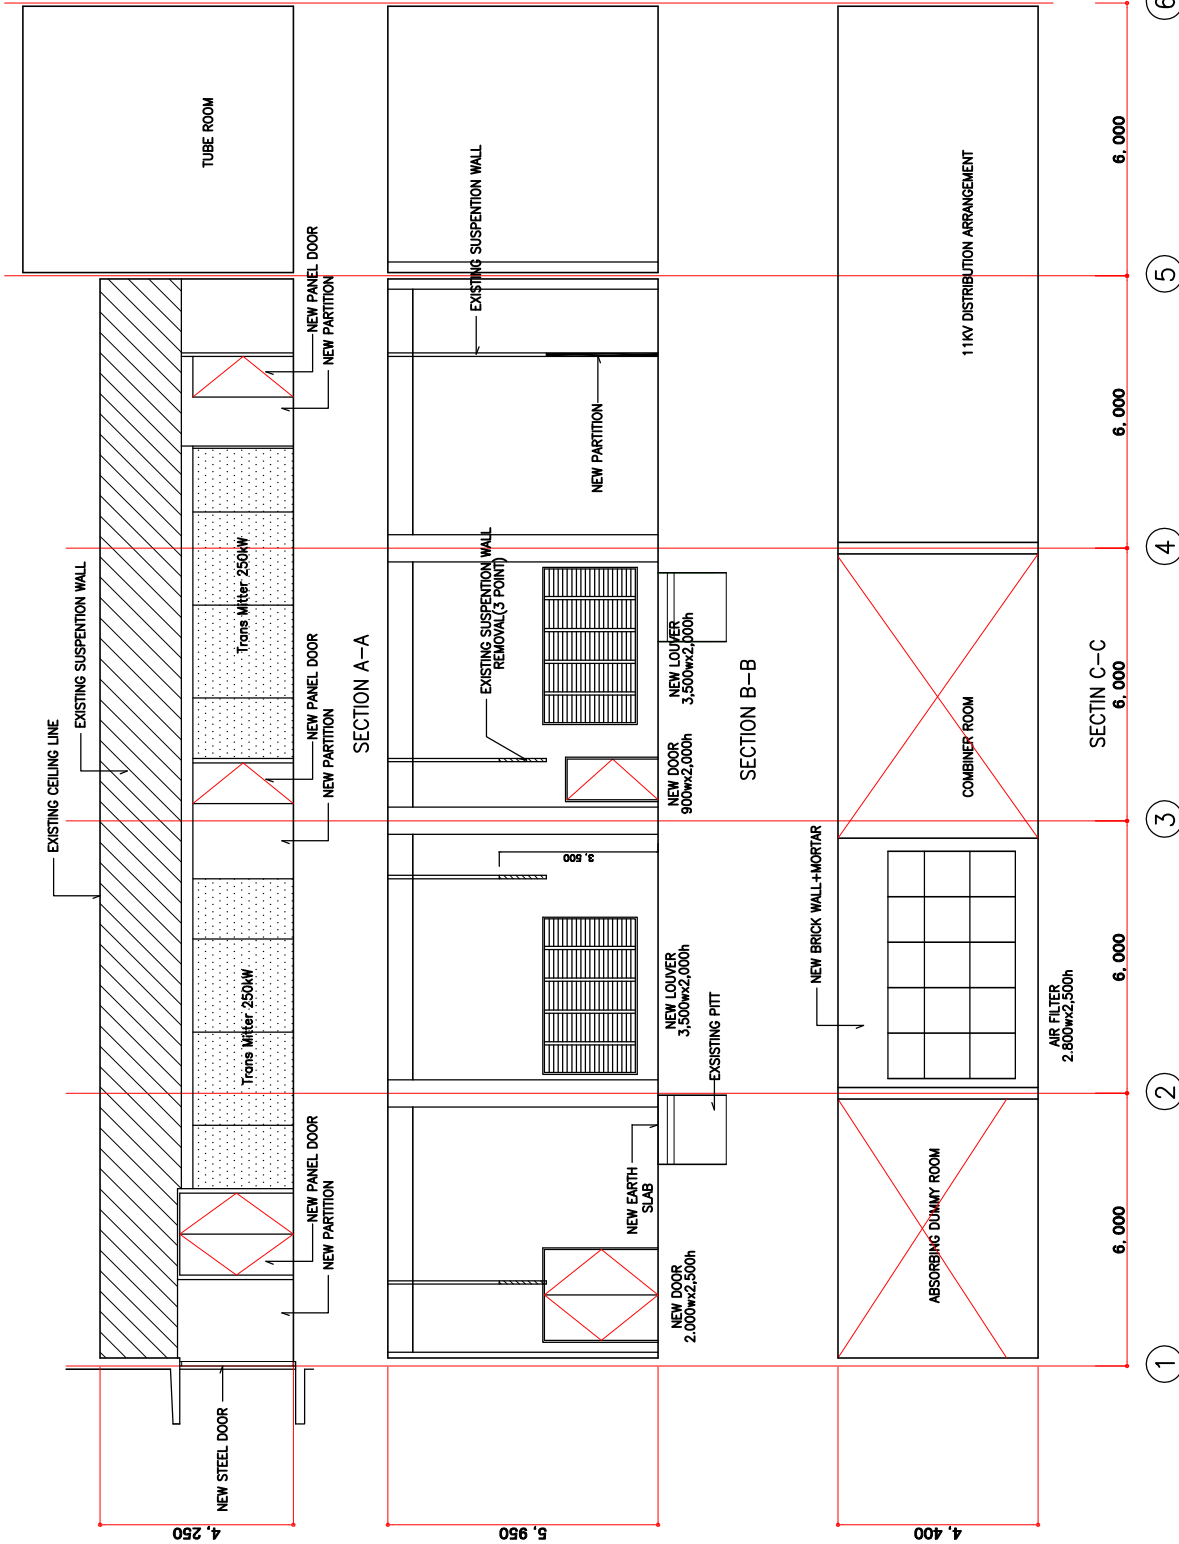 EXISTING CEILING LINE
EXISTING SUSPENTION WALL
TUBE ROOM
Trans Mitter 250kW
Trans Mitter 250kW
NEW STEEL DOOR
NEW PANEL DOOR
NEW PARTITION
NEW PANEL DOOR
NEW PARTITION
NEW PANEL DOOR
NEW PARTITION
4,250
SECTION A-A
EXISTING SUSPENTION WALL
REMOVAL(3 POINT)
EXISTING SUSPENTION WALL
NEW PARTITION
3,500
5,950
NEW DOOR
2.000wx2,500h
NEW EARTH
SLAB
EXSISTING PITT
NEW LOUVER
3,500wx2,000h
NEW DOOR
900wx2,000h
NEW LOUVER
3,500wx2,000h
SECTION B-B
NEW BRICK WALL+MORTAR
ABSORBING DUMMY ROOM
COMBINER ROOM
11KV DISTRIBUTION ARRANGEMENT
4,400
AIR FILTER
2.800wx2,500h
SECTIN C-C
6,000
6,000
6,000
6,000
6,000
1
2
3
4
5
6